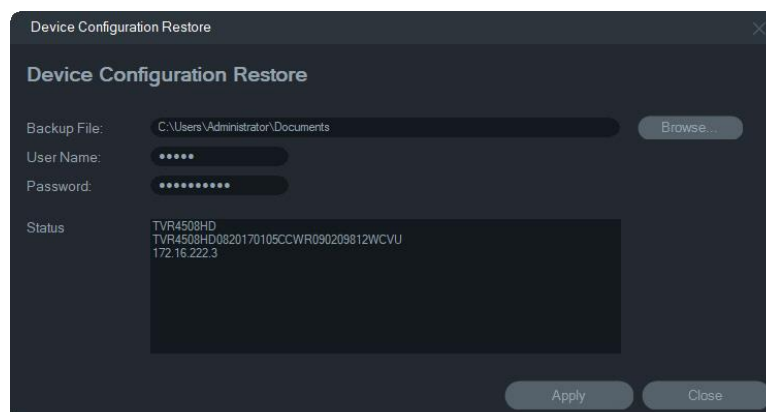 Device Configuration Restore
Device Configuration Restore
Backup File: C:\Users\Administrator\Documents Browse...
User Name: •••••
Password: ••••••••••
Status TVR4508HD
TVR4508HD0820170105CCWR090209812WCVU
172.16.222.3
Apply Close